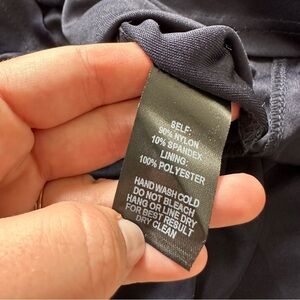 SELF:
90% NYLON
10% SPANDEX
LINING:
100% POLYESTER
HAND WASH COLD
DO NOT BLEACH
HANG OR LINE DRY
FOR BEST RESULT
DRY CLEAN